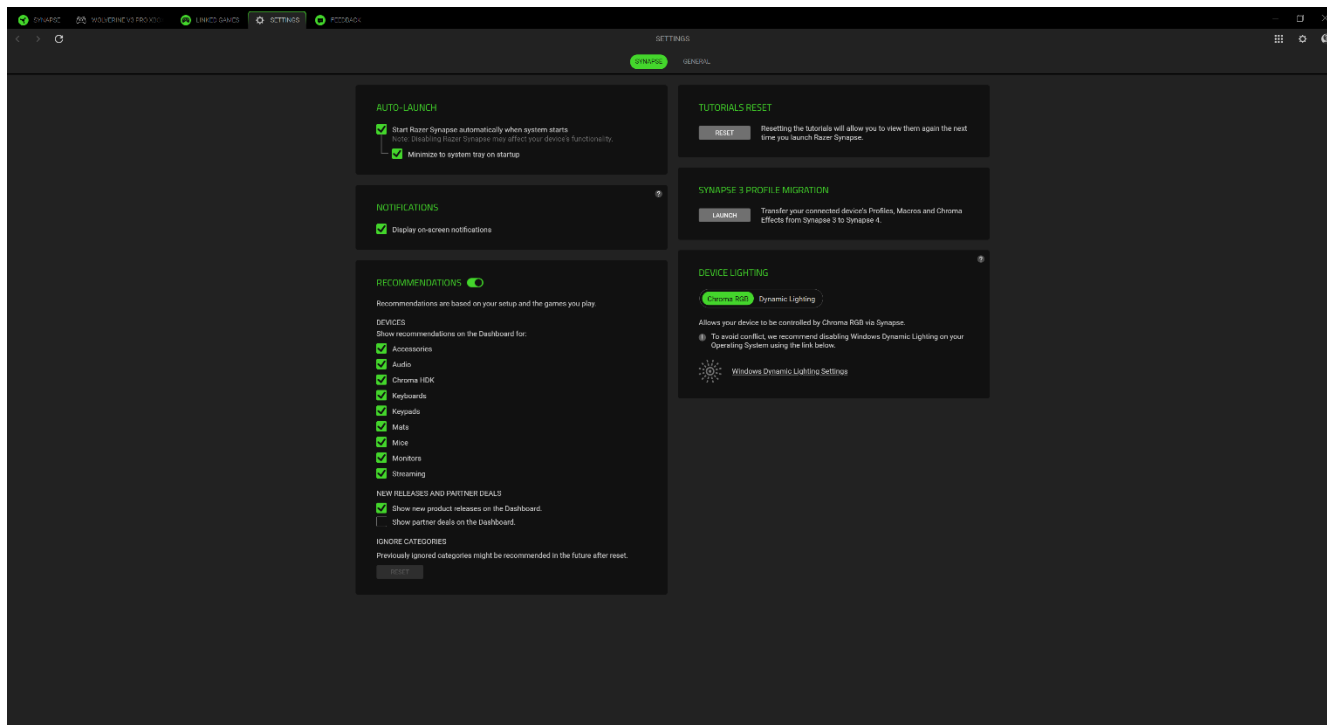 SYNAPSE
WOLVERINE V3 PRO X80
LINKED GAMES
SETTINGS
FEEDBACK
SETTINGS
SYNAPSE
GENERAL
AUTO-LAUNCH
Start Razer Synapse automatically when system starts
Note: Disabling Razer Synapse may affect your device's functionality.
Minimize to system tray on startup
NOTIFICATIONS
Display on-screen notifications
RECOMMENDATIONS
Recommendations are based on your setup and the games you play.
DEVICES
Show recommendations on the Dashboard for:
Accessories
Audio
Chroma HDK
Keyboards
Keypads
Mats
Mice
Monitors
Streaming
NEW RELEASES AND PARTNER DEALS
Show new product releases on the Dashboard.
Show partner deals on the Dashboard.
IGNORE CATEGORIES
Previously ignored categories might be recommended in the future after reset.
RESET
TUTORIALS RESET
RESET
Resetting the tutorials will allow you to view them again the next
time you launch Razer Synapse.
SYNAPSE 3 PROFILE MIGRATION
LAUNCH
Transfer your connected device's Profiles, Macros and Chroma
Effects from Synapse 3 to Synapse 4.
DEVICE LIGHTING
Chroma RGB
Dynamic Lighting
Allows your device to be controlled by Chroma RGB via Synapse.
To avoid conflict, we recommend disabling Windows Dynamic Lighting on your
Operating System using the link below.
Windows Dynamic Lighting Settings